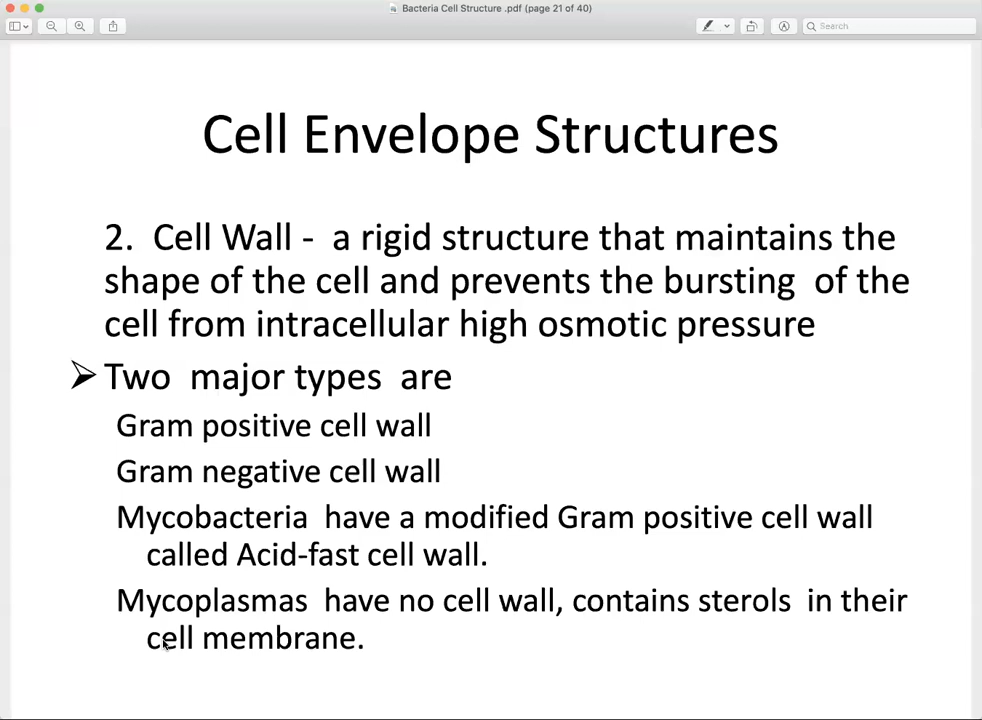 Bacteria Cell Structure .pdf (page 21 of 40)
Search
Cell Envelope Structures
2. Cell Wall - a rigid structure that maintains the
shape of the cell and prevents the bursting of the
cell from intracellular high osmotic pressure
Two major types are
Gram positive cell wall
Gram negative cell wall
Mycobacteria have a modified Gram positive cell wall
called Acid-fast cell wall.
Mycoplasmas have no cell wall, contains sterols in their
cell membrane.